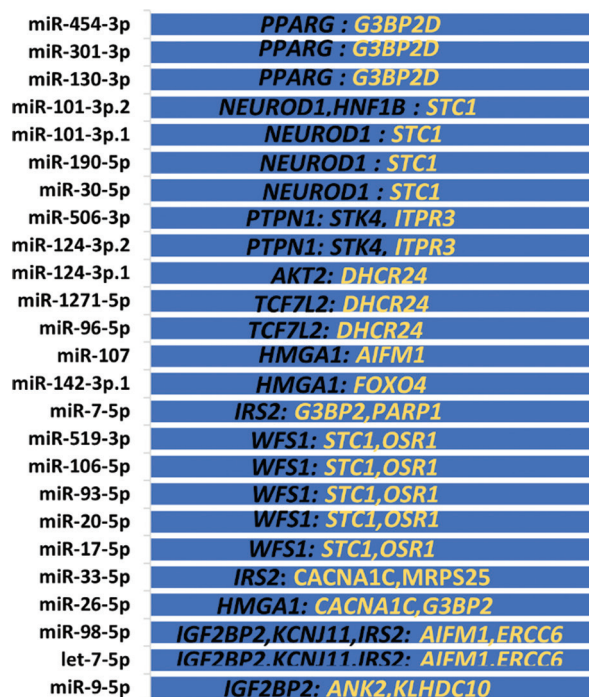 miR-454-3p PPARG : G3BP2D
miR-301-3p PPARG : G3BP2D
miR-130-3p PPARG : G3BP2D
miR-101-3p.2 NEUROD1,HNF1B : STC1
miR-101-3p.1 NEUROD1 : STC1
miR-190-5p NEUROD1 : STC1
miR-30-5p NEUROD1 : STC1
miR-506-3p PTPN1: STK4, ITPR3
miR-124-3p.2 PTPN1: STK4, ITPR3
miR-124-3p.1 AKT2: DHCR24
miR-1271-5p TCF7L2: DHCR24
miR-96-5p TCF7L2: DHCR24
miR-107 HMGA1: AIFM1
miR-142-3p.1 HMGA1: FOXO4
miR-7-5p IRS2: G3BP2,PARP1
miR-519-3p WFS1: STC1,OSR1
miR-106-5p WFS1: STC1,OSR1
miR-93-5p WFS1: STC1,OSR1
miR-20-5p WFS1: STC1,OSR1
miR-17-5p WFS1: STC1,OSR1
miR-33-5p IRS2: CACNA1C,MRPS25
miR-26-5p HMGA1: CACNA1C,G3BP2
miR-98-5p IGF2BP2,KCNJ11,IRS2: AIFM1,ERCC6
let-7-5p IGF2BP2,KCNJ11,IRS2: AIFM1,ERCC6
miR-9-5p IGF2BP2: ANK2,KLHDC10